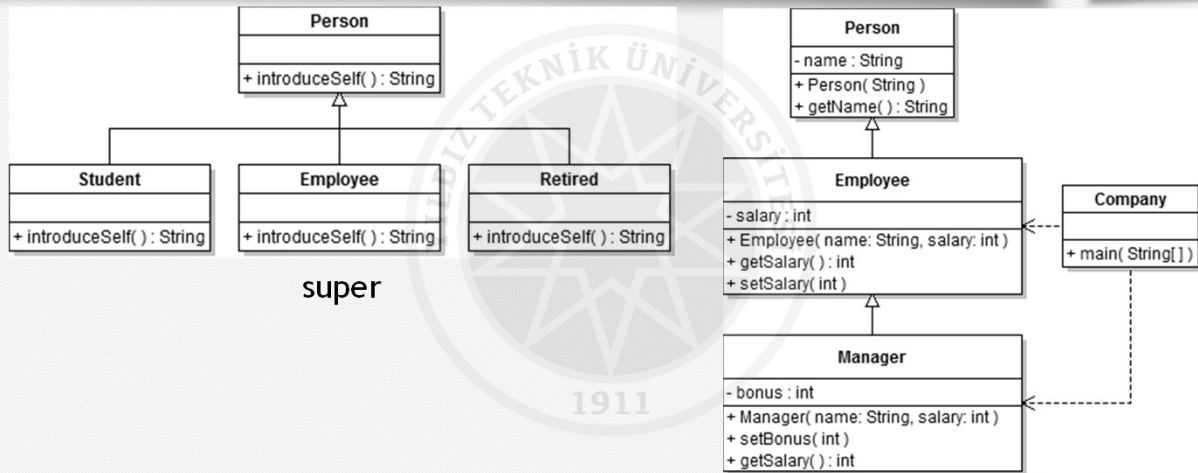 Person
+ introduceSelf( ) : String
Student
+ introduceSelf( ) : String
Employee
+ introduceSelf( ) : String
Retired
+ introduceSelf( ) : String
super
Person
- name : String
+ Person( String )
+ getName( ) : String
Employee
- salary : int
+ Employee( name: String, salary: int )
+ getSalary( ) : int
+ setSalary( int )
Company
+ main( String[ ] )
Manager
- bonus : int
+ Manager( name: String, salary: int )
+ setBonus( int )
+ getSalary( ) : int
YILDIZ TEKNİK ÜNİVERSİTESİ
1911